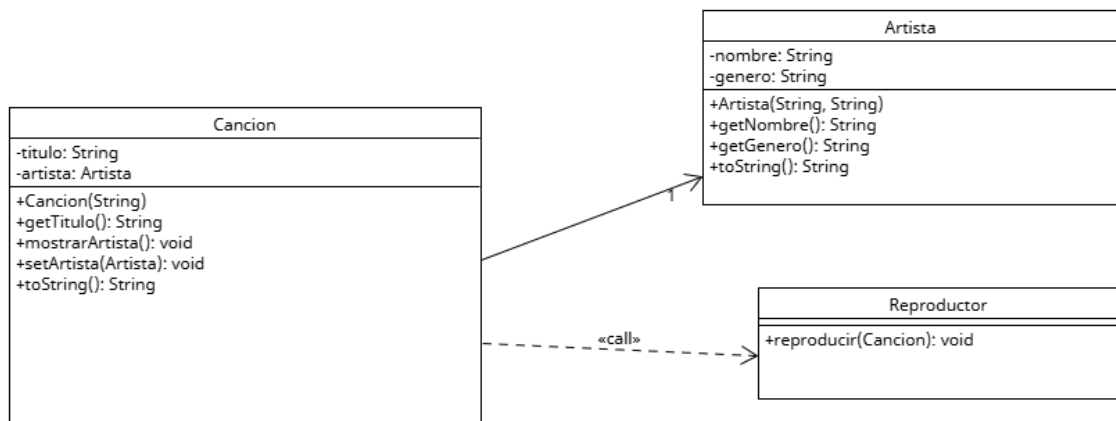 Artista
-nombre: String
-genero: String
+Artista(String, String)
+getNombre(): String
+getGenero(): String
+toString(): String
Cancion
-titulo: String
-artista: Artista
+Cancion(String)
+getTitulo(): String
+mostrarArtista(): void
+setArtista(Artista): void
+toString(): String
1
«call»
Reproductor
+reproducir(Cancion): void